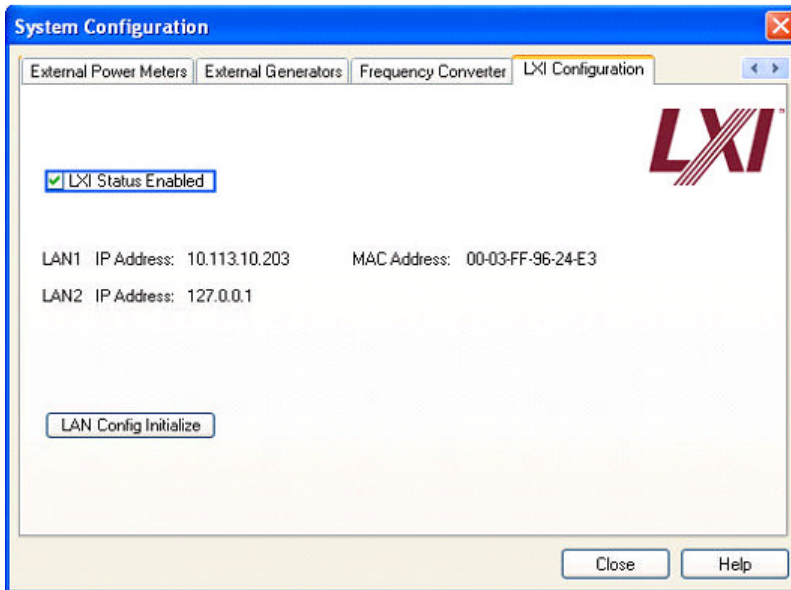 System Configuration
External Power Meters External Generators Frequency Converter LXI Configuration
LXI™
LXI Status Enabled
LAN1 IP Address: 10.113.10.203 MAC Address: 00-03-FF-96-24-E3
LAN2 IP Address: 127.0.0.1
LAN Config Initialize
Close Help